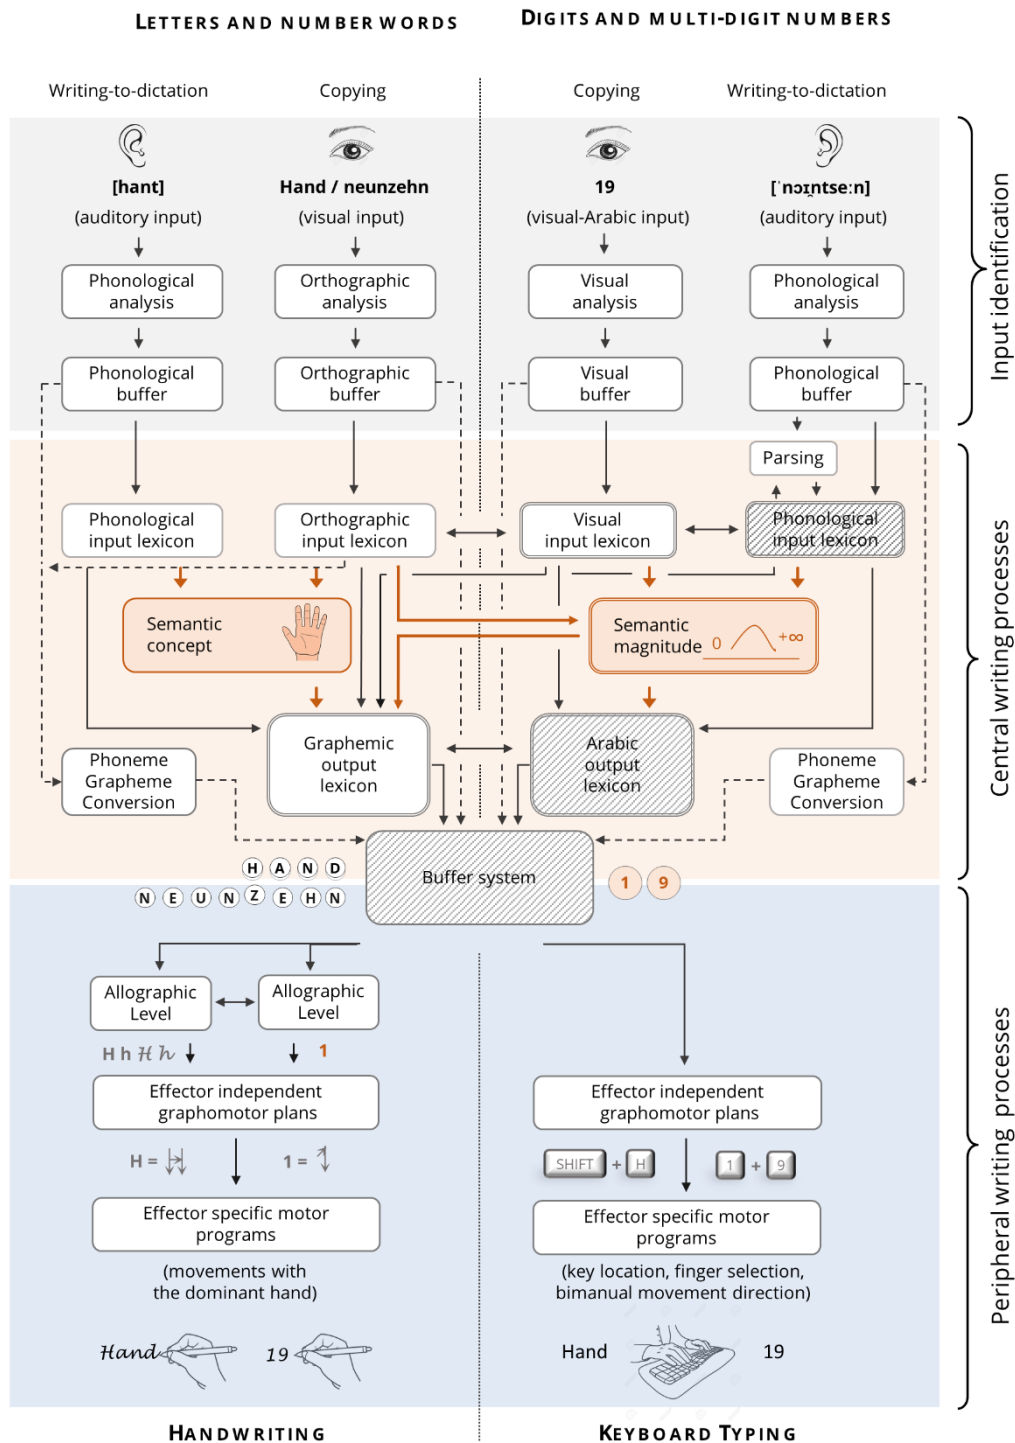 LETTERS AND NUMBER WORDS
DIGITS AND MULTI-DIGIT NUMBERS
Writing-to-dictation
Copying
Copying
Writing-to-dictation
[hant]
Hand / neunzehn
19
[ˈnɔɪ̯ntseːn]
(auditory input)
(visual input)
(visual-Arabic input)
(auditory input)
Phonological
analysis
Orthographic
analysis
Visual
analysis
Phonological
analysis
Phonological
buffer
Orthographic
buffer
Visual
buffer
Phonological
buffer
Input identification
Parsing
Phonological
input lexicon
Orthographic
input lexicon
Visual
input lexicon
Phonological
input lexicon
Semantic
concept
Semantic
magnitude
0
+∞
Graphemic
output
lexicon
Arabic
output
lexicon
Phoneme
Grapheme
Conversion
Phoneme
Grapheme
Conversion
Central writing processes
Buffer system
H A N D
N E U N Z E H N
1 9
Allographic
Level
Allographic
Level
H h H h
1
Effector independent
graphomotor plans
Effector independent
graphomotor plans
H =
1 =
SHIFT + H
1 + 9
Effector specific motor
programs
Effector specific motor
programs
(movements with
the dominant hand)
(key location, finger selection,
bimanual movement direction)
Hand
19
Hand
19
Peripheral writing processes
HANDWRITING
KEYBOARD TYPING